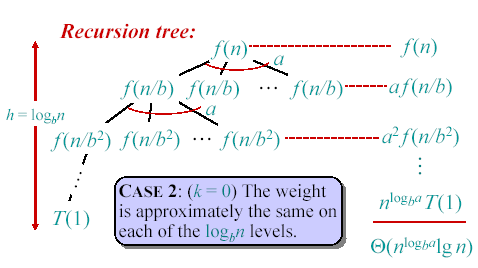 Recursion tree:
f(n) f(n)
a
f(n/b) f(n/b) ··· f(n/b) a f(n/b)
a
h = log_b n
f(n/b²) f(n/b²) ··· f(n/b²) a² f(n/b²)
⋮ ⋮
CASE 2: (k = 0) The weight
is approximately the same on
each of the log_b n levels.
T(1)
n^{log_b a} T(1)
Θ(n^{log_b a} lg n)